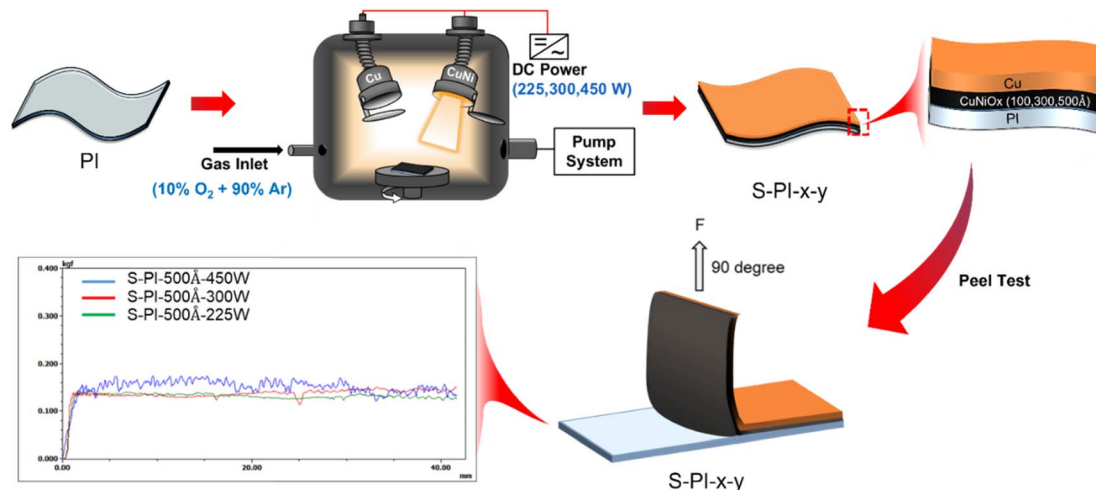 PI
Gas Inlet
(10% O₂ + 90% Ar)
Cu
CuNi
DC Power
(225,300,450 W)
Pump
System
S-PI-x-y
Cu
CuNiOx (100,300,500Å)
PI
Peel Test
F
90 degree
S-PI-x-y
kgf
0.400
0.300
0.200
0.100
0.000
S-PI-500Å-450W
S-PI-500Å-300W
S-PI-500Å-225W
0.00
20.00
40.00
mm